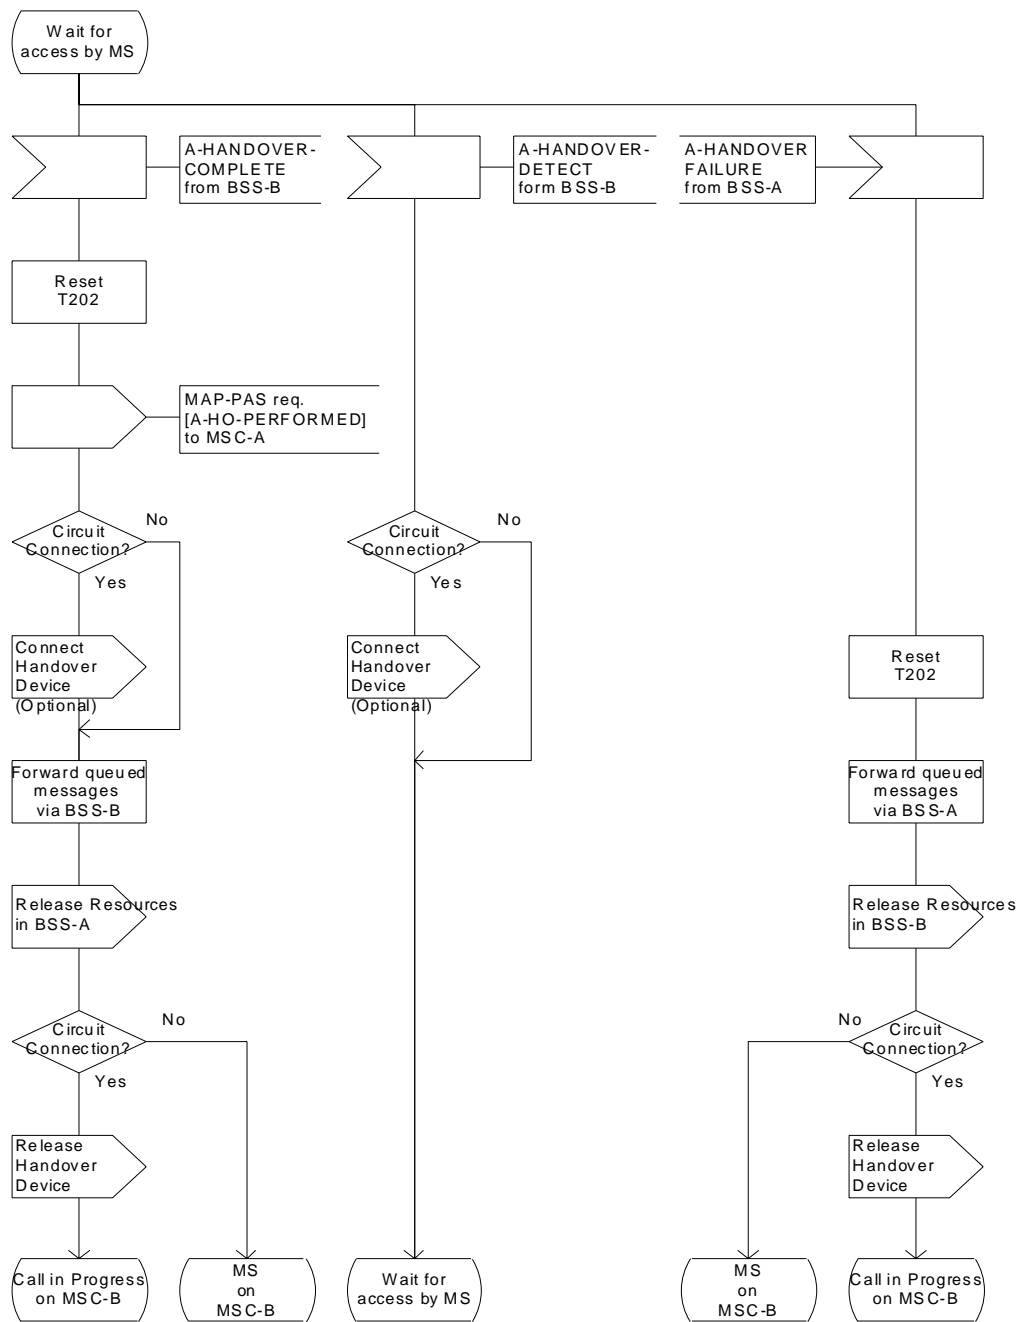 Wait for
access by MS
A-HANDOVER-
COMPLETE
from BSS-B
A-HANDOVER-
DETECT
form BSS-B
A-HANDOVER
FAILURE
from BSS-A
Reset
T202
MAP-PAS req.
[A-HO-PERFORMED]
to MSC-A
Circuit
Connection?
No
Yes
Circuit
Connection?
No
Yes
Connect
Handover
Device
(Optional)
Connect
Handover
Device
(Optional)
Reset
T202
Forward queued
messages
via BSS-B
Forward queued
messages
via BSS-A
Release Resources
in BSS-A
Release Resources
in BSS-B
Circuit
Connection?
No
Yes
No
Circuit
Connection?
Yes
Release
Handover
Device
Release
Handover
Device
Call in Progress
on MSC-B
MS
on
MSC-B
Wait for
access by MS
MS
on
MSC-B
Call in Progress
on MSC-B